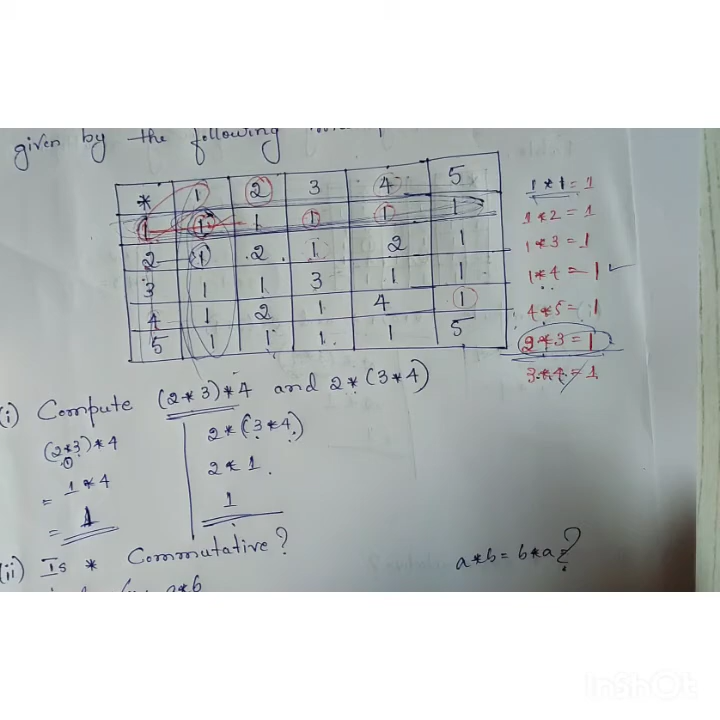 given by the following
* 1 2 3 4 5
1 1 1 1 1 1
2 1 2 1 2 1
3 1 1 3 1 1
4 1 2 1 4 1
5 1 1 1 1 5
1 * 1 = 1
1 * 2 = 1
1 * 3 = 1
1 * 4 = 1 ✓
4 * 5 = 1
2 * 3 = 1
3 * 4 = 1
(i) Compute (2 * 3) * 4 and 2 * (3 * 4)
(2 * 3) * 4
1
= 1 * 4
= 1
2 * (3 * 4)
2 * 1
1
(ii) Is * Commutative?
a * b = b * a ?
a * b
InShOt